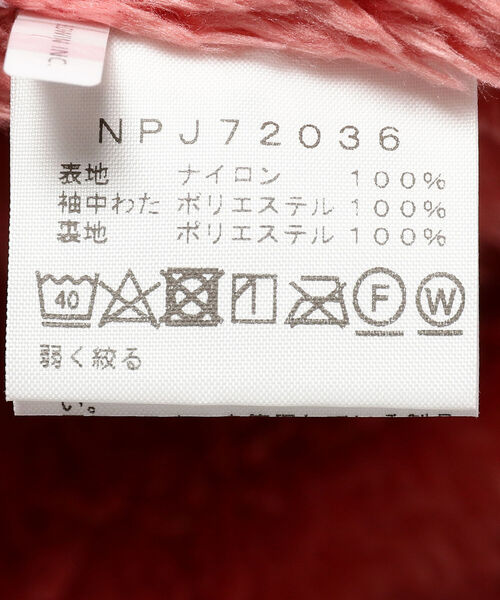 NPJ72036
表地 ナイロン 100%
袖中わた ポリエステル 100%
裏地 ポリエステル 100%
40 F W
弱く絞る
い。